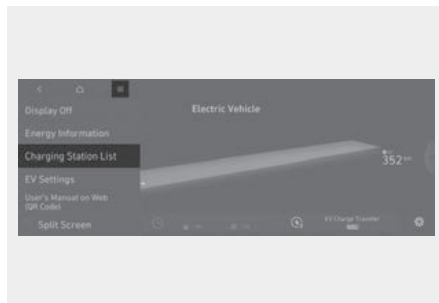 Display Off
Electric Vehicle
Energy Information
Charging Station List
352
EV Settings
User's Manual on Web
(QR Code)
Split Screen
EV Charge Transfer